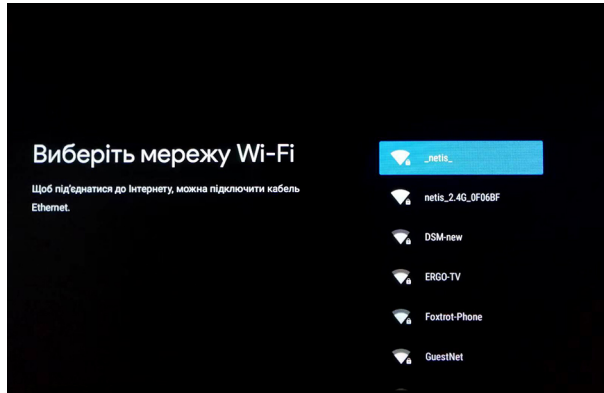 Виберіть мережу Wi-Fi
Щоб під'єднатися до Інтернету, можна підключити кабель
Ethernet.
_netis_
netis_2.4G_0F06BF
DSM-new
ERGO-TV
Foxtrot-Phone
GuestNet